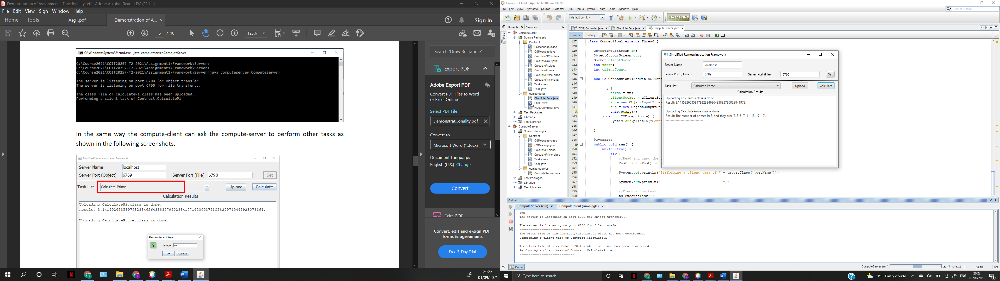 Demonstration of Assignment 1 Functionality.pdf - Adobe Acrobat Reader DC (32-bit)
File Edit View Sign Window Help
Home Tools Asg1.pdf Demonstration of A... × Sign In
6 / 10 125%
C:\Windows\System32\cmd.exe - java computeserver.ComputeServer
C:\Course2021\COIT20257-T2-2021\Assignment1\Framework\Server>
C:\Course2021\COIT20257-T2-2021\Assignment1\Framework\Server>
C:\Course2021\COIT20257-T2-2021\Assignment1\Framework\Server>java computeserver.ComputeServer
-----------------------------
The server is listening on port 6789 for object transfer...
The server is listening on port 6790 for file transfer...
-----------------------------
The class file of CalculatePi.class has been uploaded.
Performing a client task of Contract.CalculatePi
-----------------------------
In the same way the compute-client can ask the compute-server to perform other tasks as
shown in the following screenshots.
Simplified Remote Invocation Framework
Server Name localhost
Server Port (Object) 6789 Server Port (File) 6790 Set
Task List Calculate Prime Upload Calculate
Calculation Results
Uploading CalculatePi.class is done.
Result: 3.141592653589793238462643383279502884197169399375105820974944592307 8164.
------------------------------
Uploading CalculatePrime.class is done.
Please enter an integer
Integer: 70
OK Cancel
Search 'Draw Rectangle'
Export PDF
Adobe Export PDF
Convert PDF Files to Word
or Excel Online
Select PDF File
Demonstrat...onality.pdf
Convert to
Microsoft Word (*.docx)
Document Language:
English (U.S.) Change
Convert
Edit PDF
Convert, edit and e-sign PDF
forms & agreements
Free 7-Day Trial
20:23
01/09/2021
ComputeClient - Apache NetBeans IDE 9.0
File Edit View Navigate Source Refactor Run Debug Profile Team Tools Window Help
Search (Ctrl+I)
<default config> 170.3/364.5MB
Projects × Services
Files
ComputeClient
Source Packages
Contract
CSMessage.class
CSMessage.java
CalculateGCD.class
CalculateGCD.java
CalculatePi.class
CalculatePi.java
CalculatePrime.class
CalculatePrime.java
Task.class
Task.java
computeclient
ClientInterface.java
FXML.fxml
FXMLController.java
Test Packages
Libraries
Test Libraries
ComputeServer
Source Packages
Contract
CSMessage.class
CSMessage.java
CalculatePi.class
CalculatePrime.class
Task.class
Task.java
computeserver
ComputeServer.java
Test Packages
Libraries
Test Libraries
FXMLController.java × ClientInterface.java × ComputeServer.java ×
Source History
127 class Connection1 extends Thread {
128
129 ObjectInputStream in;
130 ObjectOutputStream out;
131 Socket clientSocket;
132 int thrdn;
133 int clientCount;
134
135 public Connection1(Socket aClien
136
137 try {
138 thrdn = tn;
139 clientSocket = aClientSoc
140 in = new ObjectInputStrea
141 out = new ObjectOutputStr
this.start();
143 } catch (IOException e) {
144 System.out.println("Conne
145 }
146 }
147
148 @Override
public void run() {
150 while (true) {
151 try {
152 //Read and cast the
153 Task ts = (Task) in.r
154
155 System.out.println("Performing a client task of " + ts.getClass().getName());
156
157 System.out.println("------------------------------");
158
159 //Execute the task
160 ts.executeTask();
Simplified Remote Invocation Framework
Server Name localhost
Server Port (Object) 6789 Server Port (File) 6790 Set
Task List Calculate Prime Upload Calculate
Calculation Results
Uploading CalculatePi.class is done.
Result: 3.1415926535897932384626433832795028841972.
------------------------------
Uploading CalculatePrime.class is done.
Result: The number of primes is: 8, and they are: [2, 3, 5, 7, 11, 13, 17, 19].
------------------------------
Output
ComputeServer (run) × ComputeClient (run-single) ×
run:
The server is listening on port 6789 for object transfer...
------------------------------
The server is listening on port 6790 for file transfer...
------------------------------
The class file of src/Contract/CalculatePi.class has been downloaded.
Performing a client task of Contract.CalculatePi
------------------------------
The class file of src/Contract/CalculatePrime.class has been downloaded.
Performing a client task of Contract.CalculatePrime
------------------------------
Output ComputeServer (run) (1 more...) 104:18 INS
Type here to search
21°C Partly cloudy ENG 20:23
01/09/2021